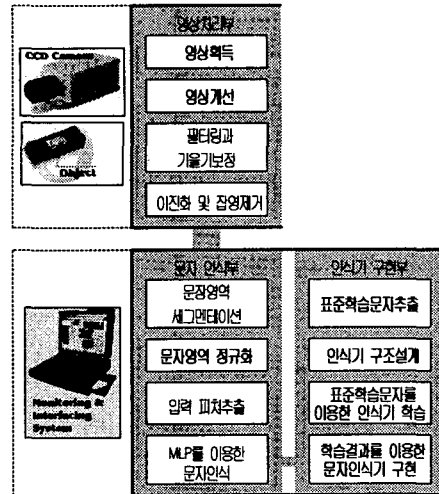 영상처리부
CCD Camera
영상획득
영상개선
Object
필터링과
기울기보정
이진화 및 잡영제거
문자 인식부
인식기 구현부
문장영역
세그멘테이션
표준학습문자추출
문자영역 정규화
인식기 구조설계
Monitoring &
Interfacing
System
입력 피처추출
표준학습문자를
이용한 인식기 학습
MLP를 이용한
문자인식
학습결과를 이용한
문자인식기 구현